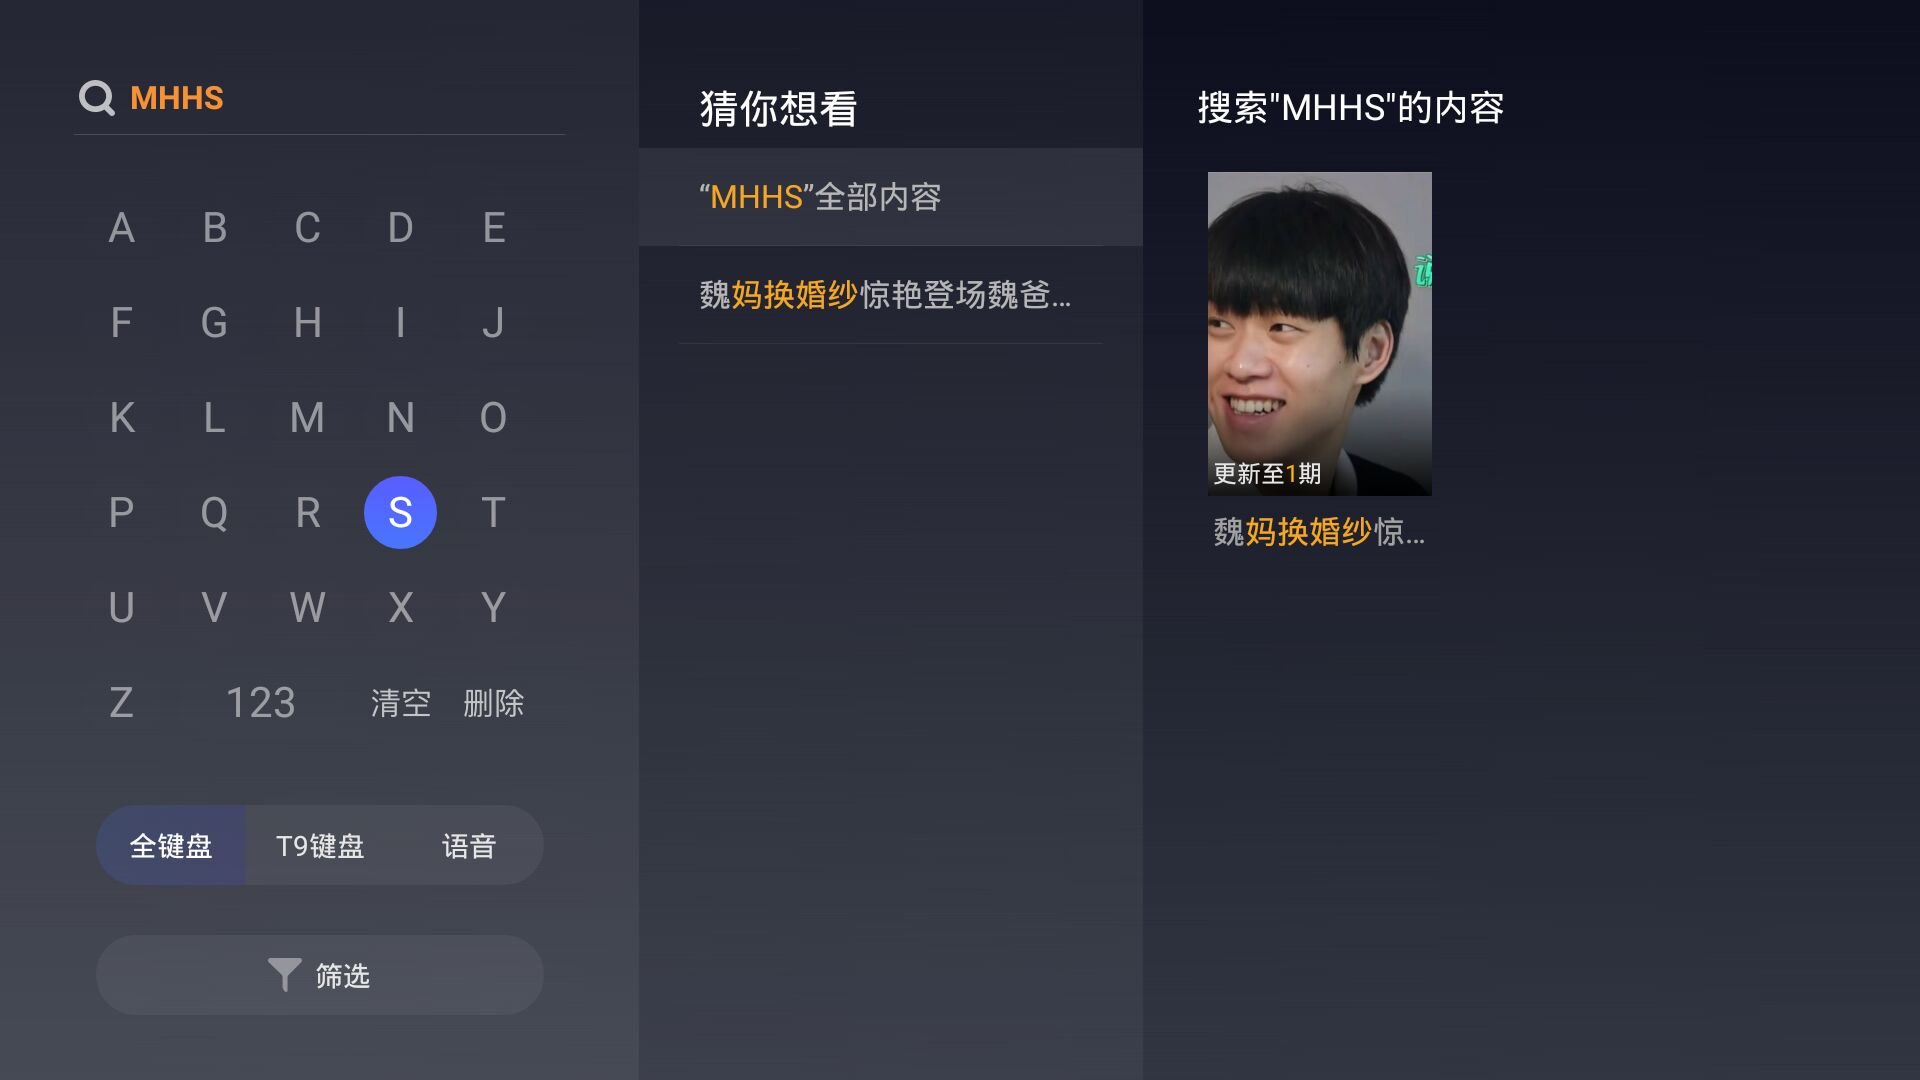 MHHS
A B C D E
F G H I J
K L M N O
P Q R S T
U V W X Y
Z 123 清空 删除
全键盘 T9键盘 语音
筛选
猜你想看
“MHHS”全部内容
魏妈换婚纱惊艳登场魏爸...
搜索"MHHS"的内容
更新至1期
魏妈换婚纱惊...